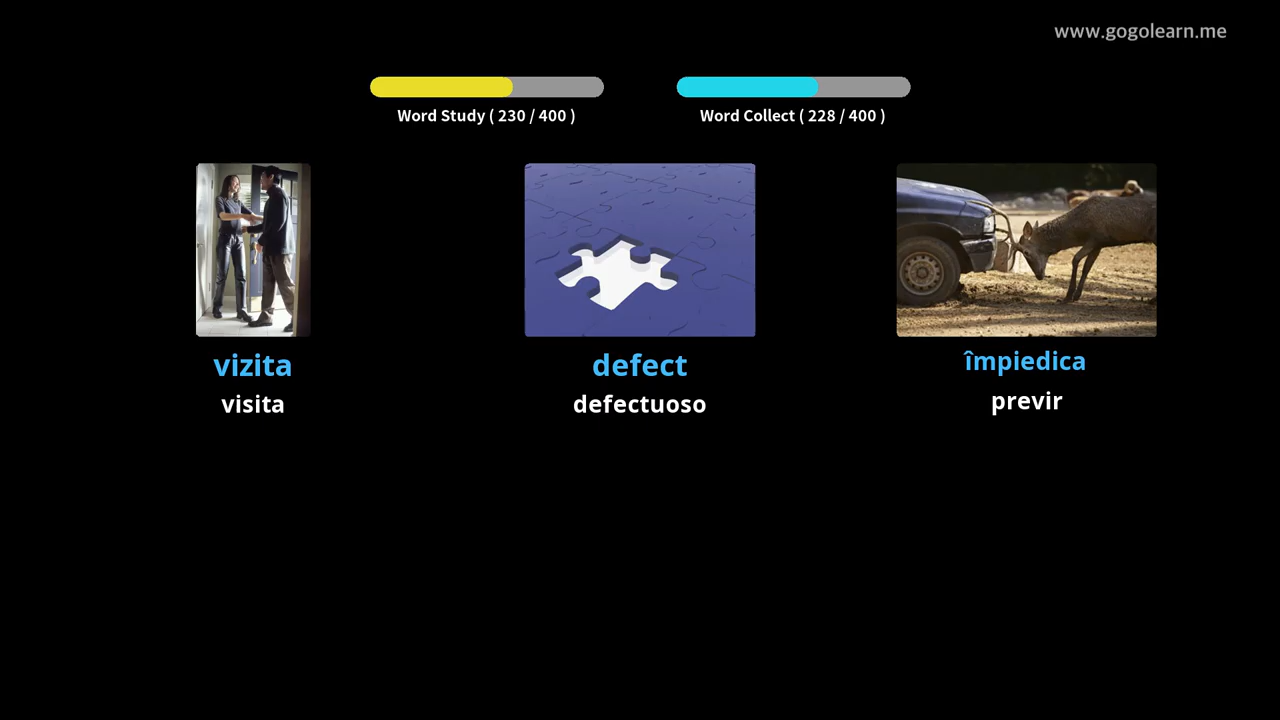 www.gogolearn.me
Word Study ( 230 / 400 )
Word Collect ( 228 / 400 )
vizita
visita
defect
defectuoso
împiedica
previr